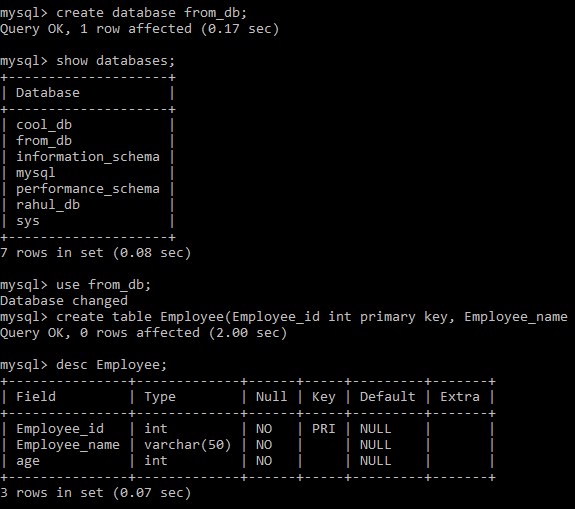 mysql> create database from_db;
Query OK, 1 row affected (0.17 sec)
mysql> show databases;
+--------------------+
| Database           |
+--------------------+
| cool_db            |
| from_db            |
| information_schema |
| mysql              |
| performance_schema |
| rahul_db           |
| sys                |
+--------------------+
7 rows in set (0.08 sec)
mysql> use from_db;
Database changed
mysql> create table Employee(Employee_id int primary key, Employee_name
Query OK, 0 rows affected (2.00 sec)
mysql> desc Employee;
+---------------+-------------+------+-----+---------+-------+
| Field         | Type        | Null | Key | Default | Extra |
+---------------+-------------+------+-----+---------+-------+
| Employee_id   | int         | NO   | PRI | NULL    |       |
| Employee_name | varchar(50) | NO   |     | NULL    |       |
| age           | int         | NO   |     | NULL    |       |
+---------------+-------------+------+-----+---------+-------+
3 rows in set (0.07 sec)